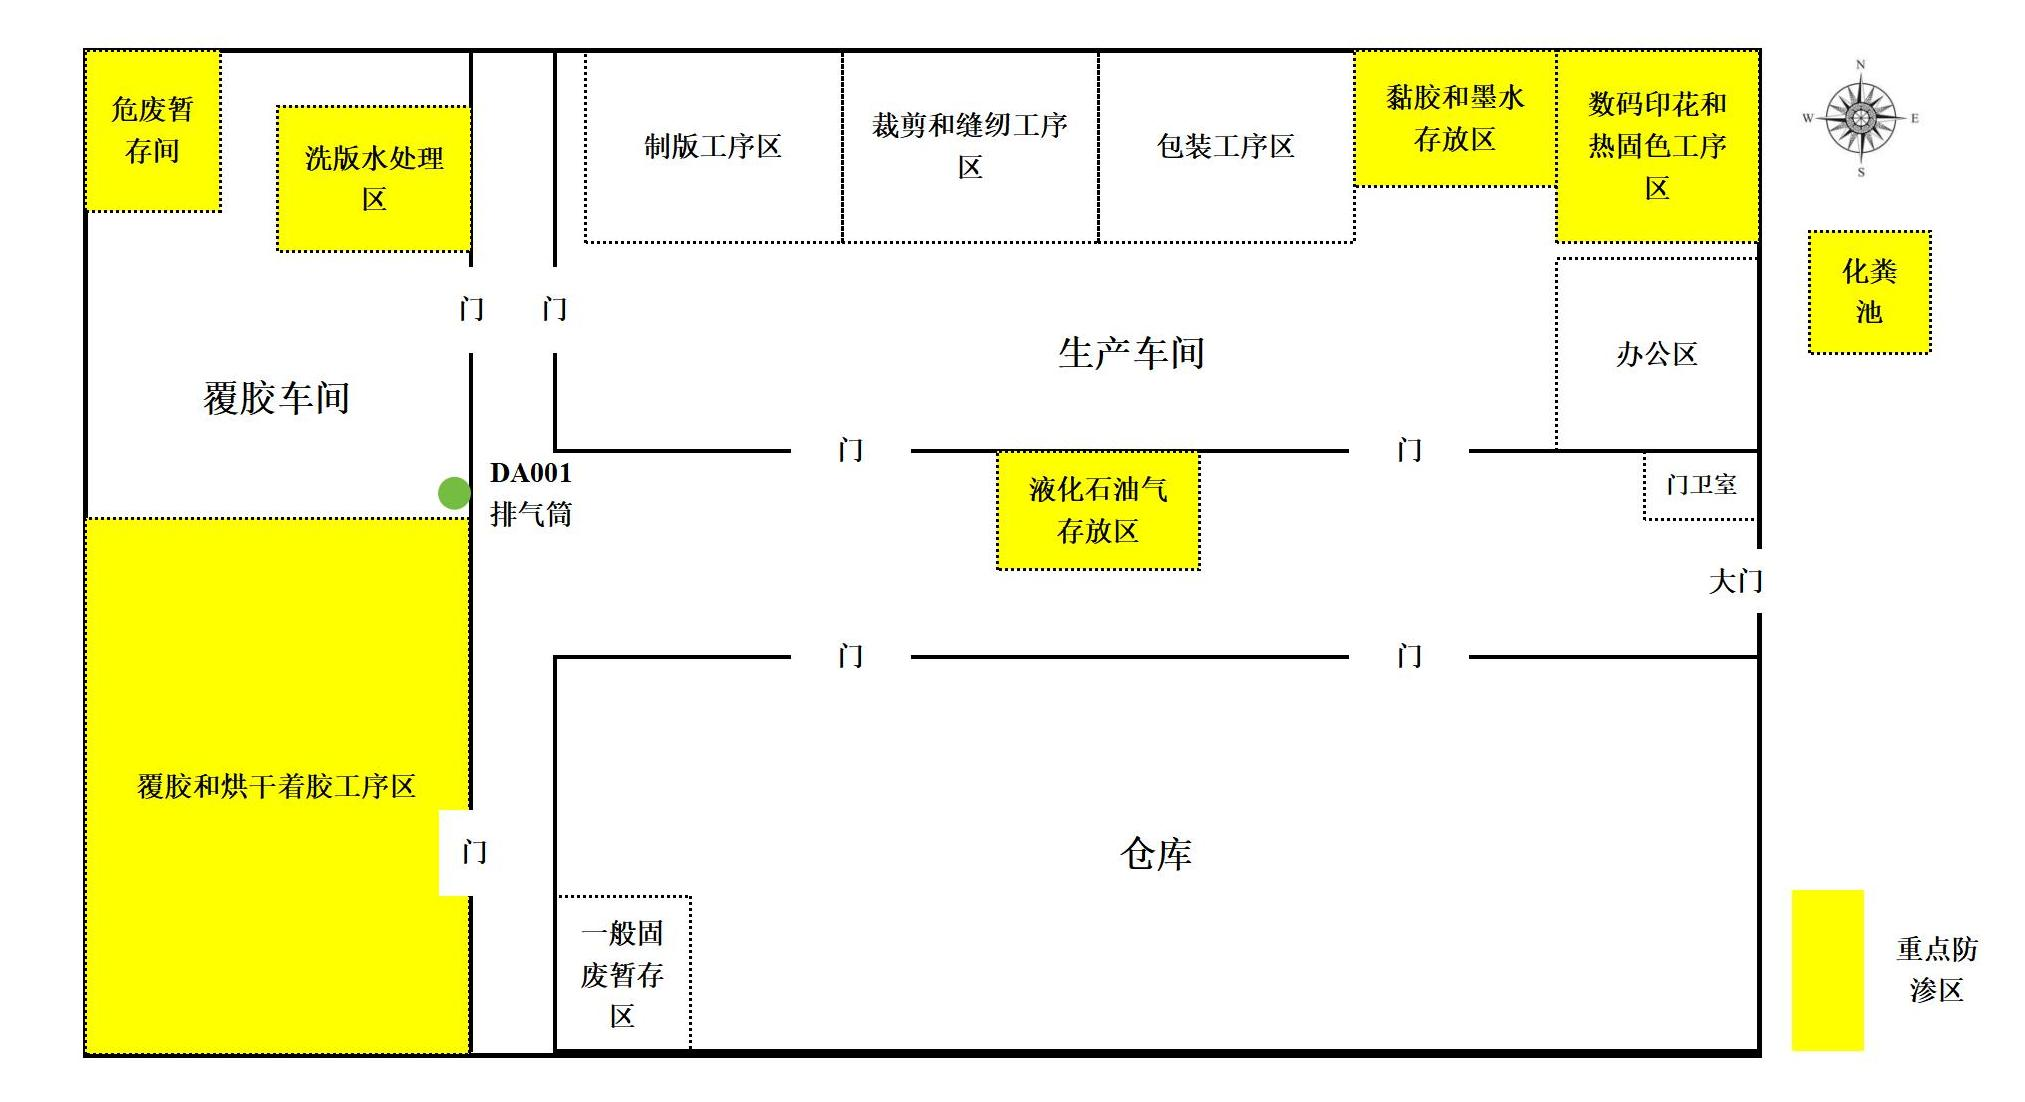 危废暂
存间
洗版水处理
区
制版工序区
裁剪和缝纫工序
区
包装工序区
黏胶和墨水
存放区
数码印花和
热固色工序
区
N
W
E
S
化粪
池
门
门
生产车间
办公区
覆胶车间
门
门
DA001
排气筒
液化石油气
存放区
门卫室
大门
门
门
覆胶和烘干着胶工序区
门
仓库
一般固
废暂存
区
重点防
渗区